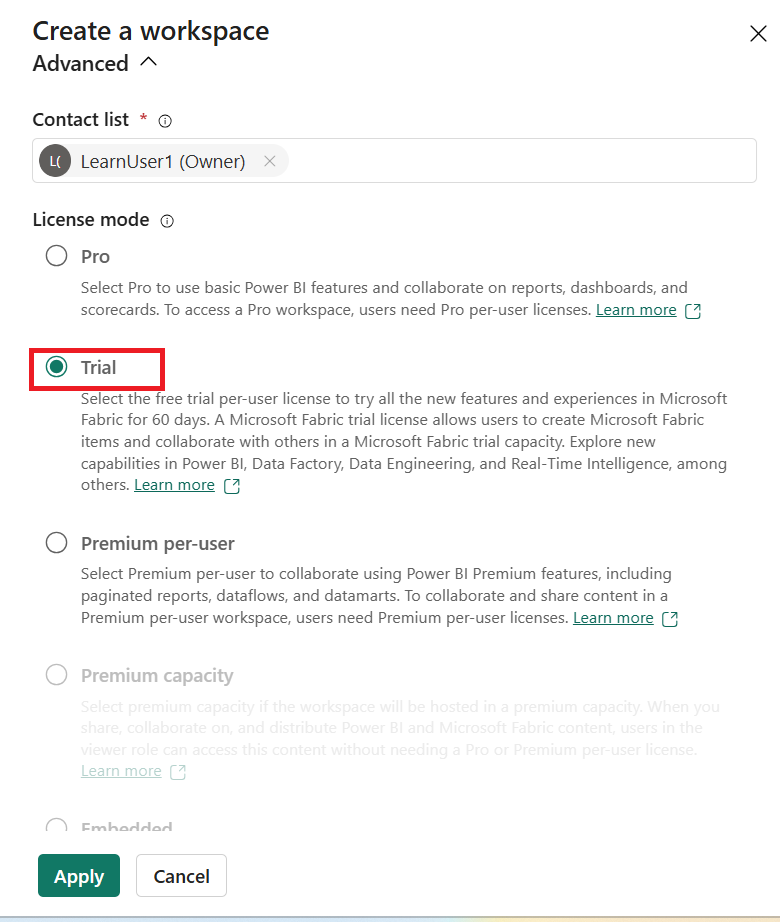 Create a workspace
Advanced
Contact list *
L( LearnUser1 (Owner)
License mode
Pro
Select Pro to use basic Power BI features and collaborate on reports, dashboards, and
scorecards. To access a Pro workspace, users need Pro per-user licenses. Learn more
Trial
Select the free trial per-user license to try all the new features and experiences in Microsoft
Fabric for 60 days. A Microsoft Fabric trial license allows users to create Microsoft Fabric
items and collaborate with others in a Microsoft Fabric trial capacity. Explore new
capabilities in Power BI, Data Factory, Data Engineering, and Real-Time Intelligence, among
others. Learn more
Premium per-user
Select Premium per-user to collaborate using Power BI Premium features, including
paginated reports, dataflows, and datamarts. To collaborate and share content in a
Premium per-user workspace, users need Premium per-user licenses. Learn more
Premium capacity
Select premium capacity if the workspace will be hosted in a premium capacity. When you
share, collaborate on, and distribute Power BI and Microsoft Fabric content, users in the
viewer role can access this content without needing a Pro or Premium per-user license.
Learn more
Embedded
Apply
Cancel